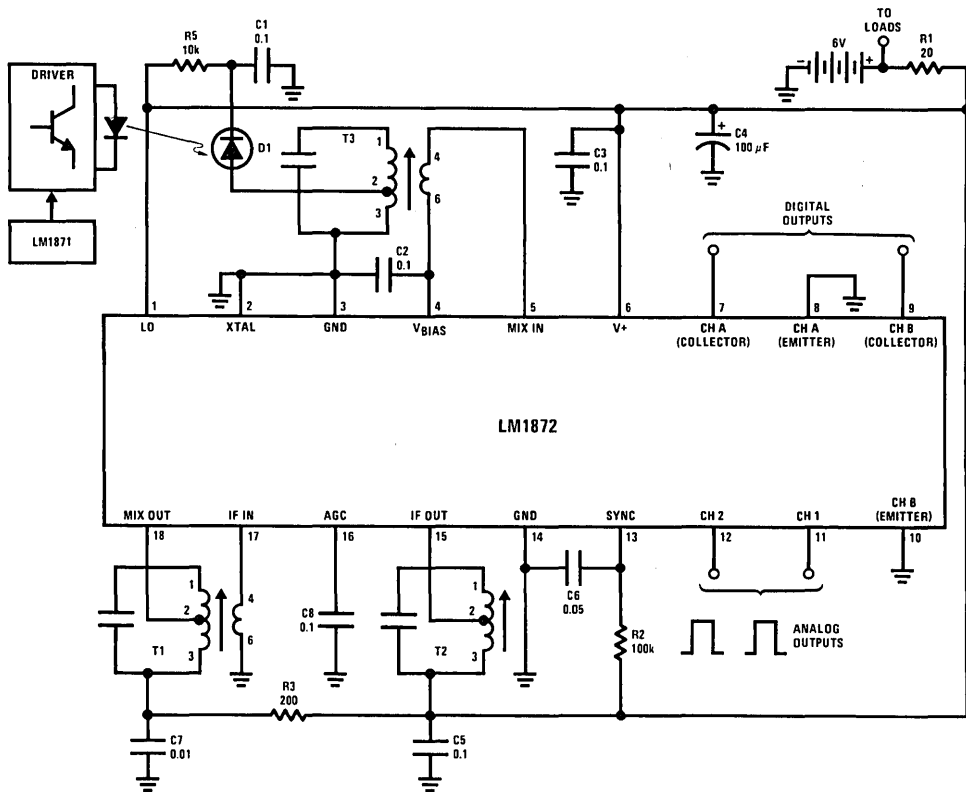 TO
LOADS
C1
0.1
R5
10k
6V
R1
20
− +
DRIVER
LM1871
D1
T3
1
2
3
4
6
C3
0.1
+
C4
100 µF
C2
0.1
DIGITAL
OUTPUTS
1
2
3
4
5
6
7
8
9
LO
XTAL
GND
VBIAS
MIX IN
V+
CH A
(COLLECTOR)
CH A
(EMITTER)
CH B
(COLLECTOR)
LM1872
MIX OUT
IF IN
AGC
IF OUT
GND
SYNC
CH 2
CH 1
CH B
(EMITTER)
18
17
16
15
14
13
12
11
10
1
2
3
T1
4
6
C8
0.1
1
2
3
T2
C6
0.05
R2
100k
ANALOG
OUTPUTS
R3
200
C7
0.01
C5
0.1